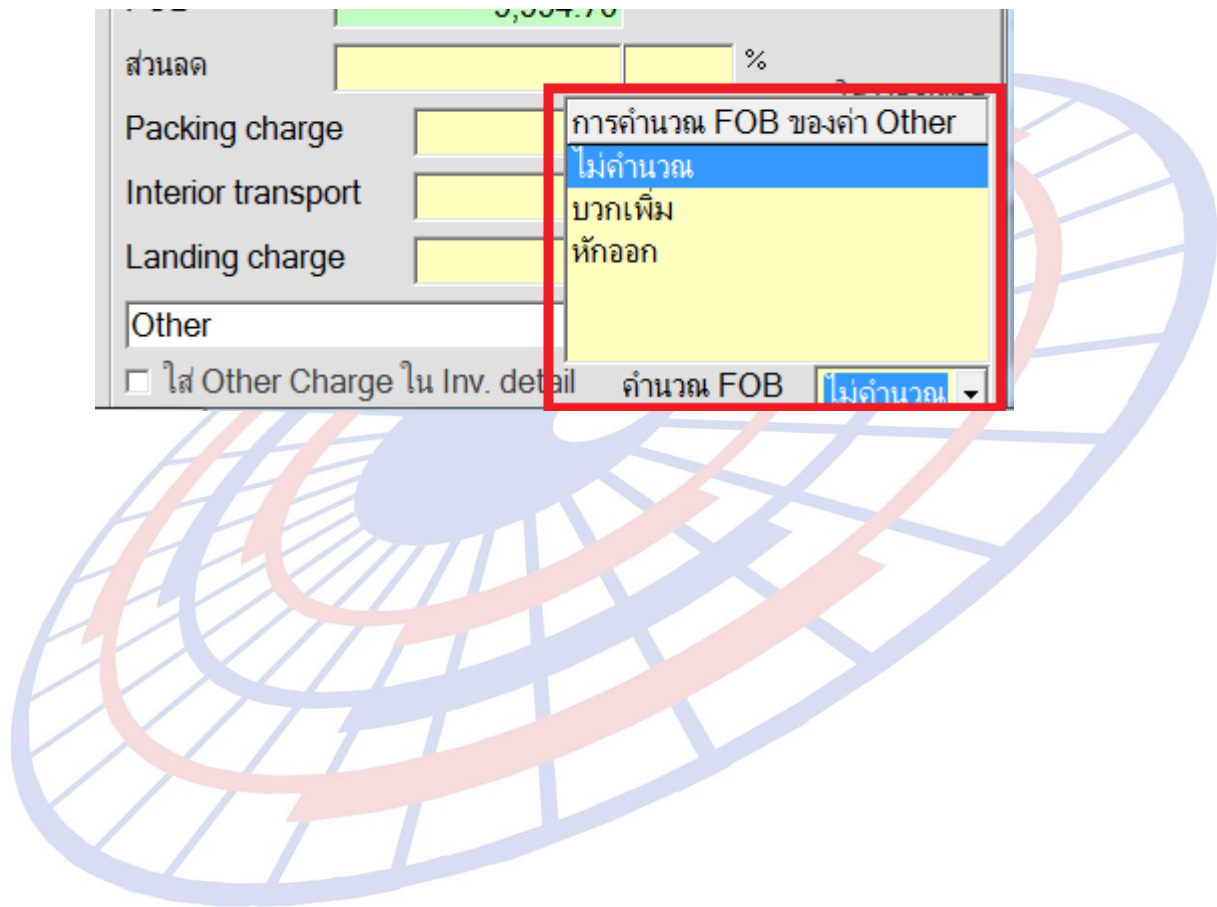 ส่วนลด %
การคำนวณ FOB ของค่า Other
Packing charge
ไม่คำนวณ
Interior transport
บวกเพิ่ม
Landing charge
หักออก
Other
ใส่ Other Charge ใน Inv. detail คำนวณ FOB ไม่คำนวณ